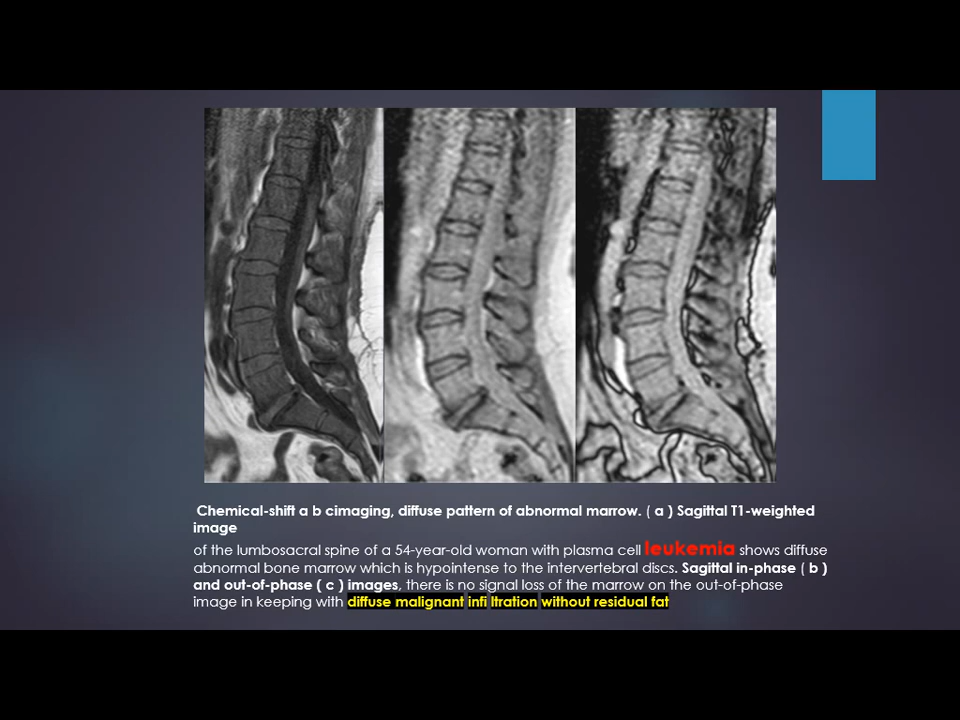 Chemical-shift a b cimaging, diffuse pattern of abnormal marrow. ( a ) Sagittal T1-weighted
image
of the lumbosacral spine of a 54-year-old woman with plasma cell leukemia shows diffuse
abnormal bone marrow which is hypointense to the intervertebral discs. Sagittal in-phase ( b )
and out-of-phase ( c ) images, there is no signal loss of the marrow on the out-of-phase
image in keeping with diffuse malignant infi ltration without residual fat